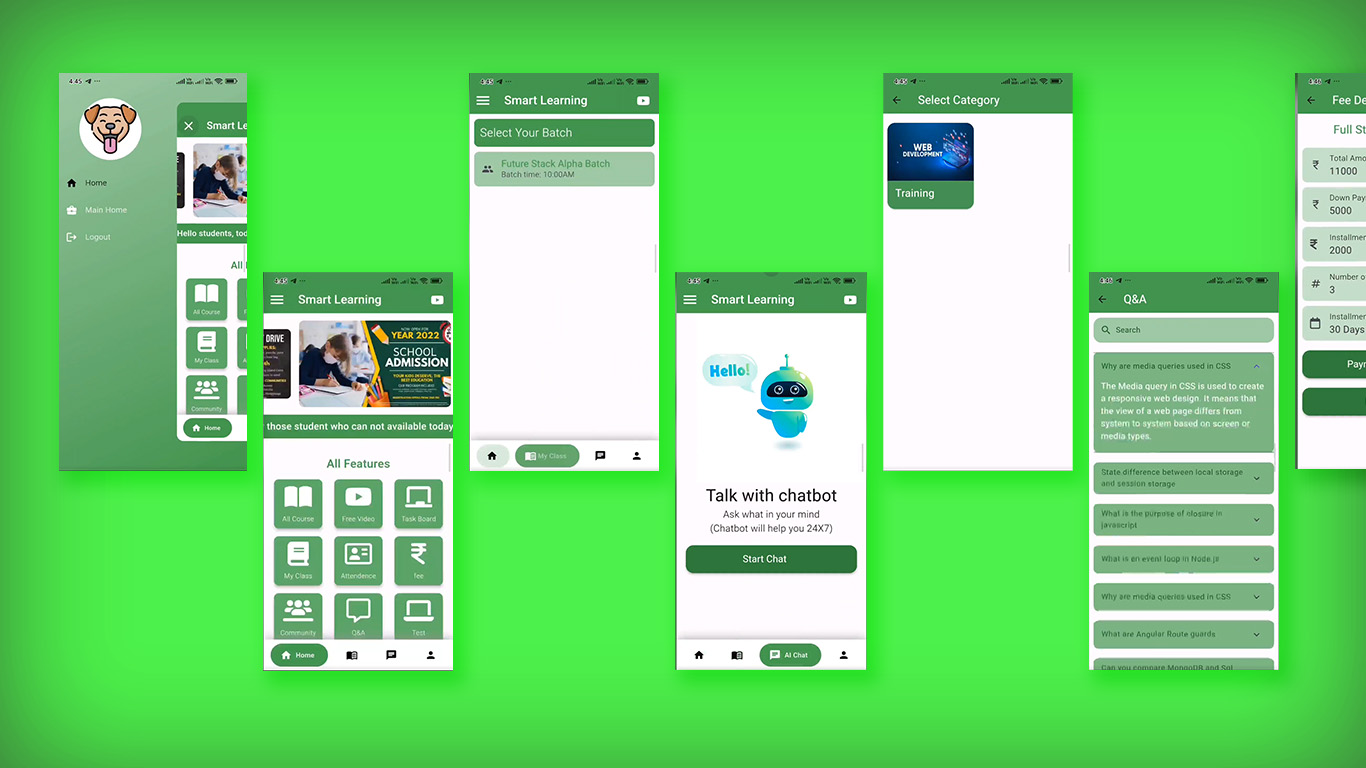 4:45
Smart Le
Home
Main Home
Logout
Hello students, tod
All
All Course
My Class
Community
Home
4:45
Smart Learning
DRIVE
NOW OPEN FOR
YEAR 2022
SCHOOL
ADMISSION
YOUR KIDS DESERVE THE
BEST EDUCATION
those student who can not available today
All Features
All Course
Free Video
Task Board
My Class
Attendence
fee
Community
Q&A
Test
Home
4:45
Smart Learning
Select Your Batch
Future Stack Alpha Batch
Batch time: 10:00AM
My Class
4:45
Smart Learning
Hello!
Talk with chatbot
Ask what in your mind
(Chatbot will help you 24X7)
Start Chat
AI Chat
4:45
Select Category
WEB
DEVELOPMENT
Training
4:46
Q&A
Search
Why are media queries used in CSS
The Media query in CSS is used to create
a responsive web design. It means that
the view of a web page differs from
system to system based on screen or
media types.
State difference between local storage
and session storage
What is the purpose of closure in
javascript
What is an event loop in Node.js
Why are media queries used in CSS
What are Angular Route guards
Can you compare MongoDB and Sql
4:46
Fee De
Full St
Total Amo
11000
Down Pay
5000
Installmen
2000
Number o
3
Installmen
30 Days
Payr